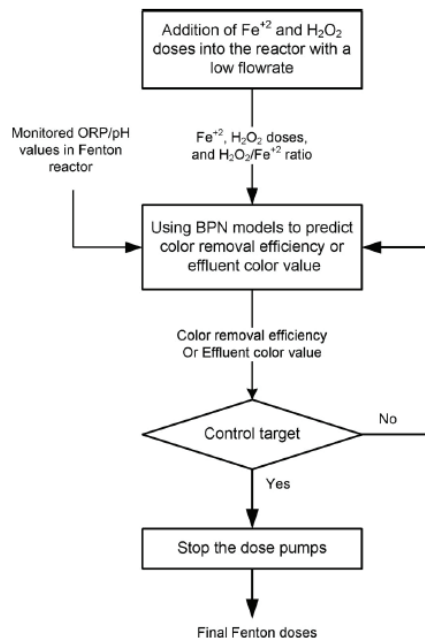 Addition of Fe⁺² and H₂O₂
doses into the reactor with a
low flowrate
Monitored ORP/pH
values in Fenton
reactor
Fe⁺², H₂O₂ doses,
and H₂O₂/Fe⁺² ratio
Using BPN models to predict
color removal efficiency or
effluent color value
Color removal efficiency
Or Effluent color value
Control target
No
Yes
Stop the dose pumps
Final Fenton doses